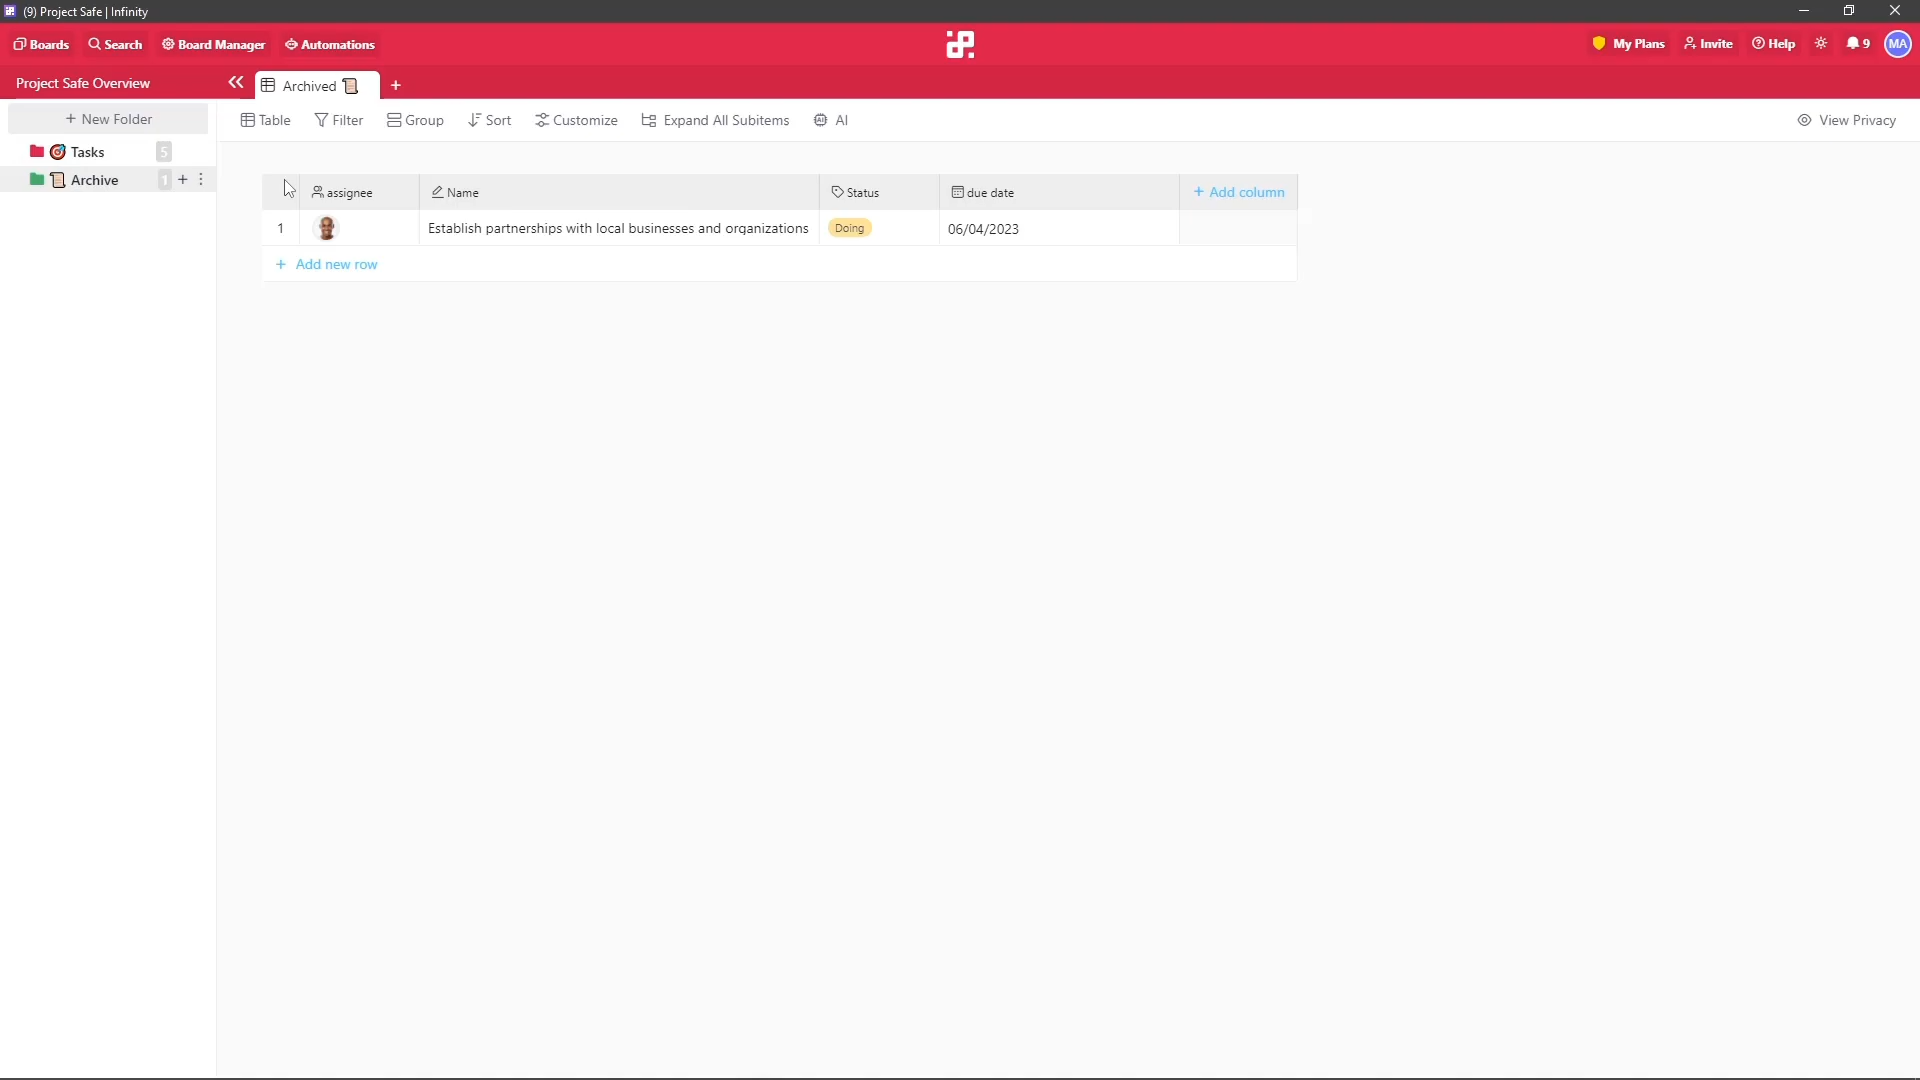 (9) Project Safe | Infinity
Boards Search Board Manager Automations My Plans Invite Help 9 MA
Project Safe Overview Archived
New Folder Table Filter Group Sort Customize Expand All Subitems AI View Privacy
Tasks 5
Archive 1
assignee Name Status due date + Add column
1 Establish partnerships with local businesses and organizations Doing 06/04/2023
+ Add new row